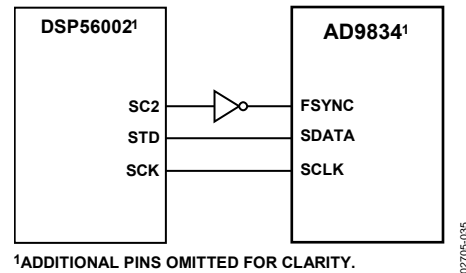 DSP56002¹
AD9834¹
SC2
FSYNC
STD
SDATA
SCK
SCLK
¹ADDITIONAL PINS OMITTED FOR CLARITY.
02705-035